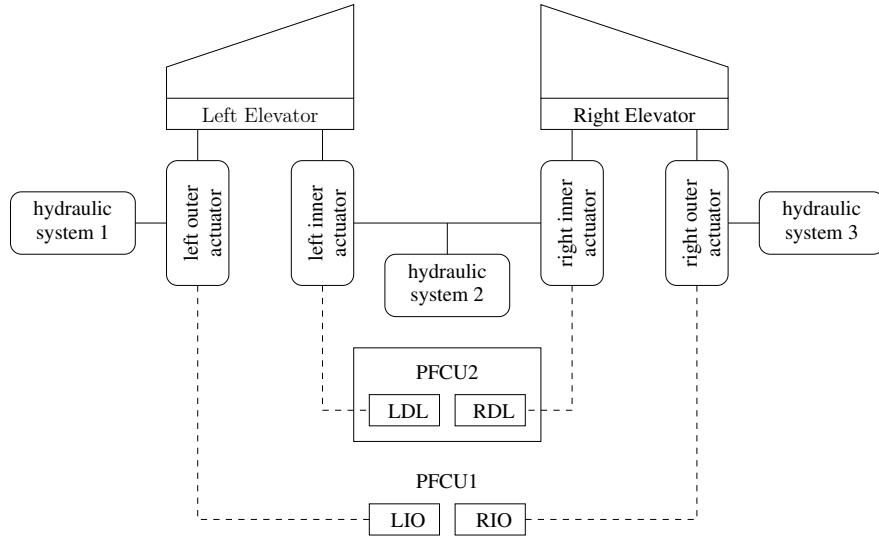 Left Elevator
Right Elevator
hydraulic
system 1
left outer
actuator
left inner
actuator
hydraulic
system 2
right inner
actuator
right outer
actuator
hydraulic
system 3
PFCU2
LDL
RDL
PFCU1
LIO
RIO